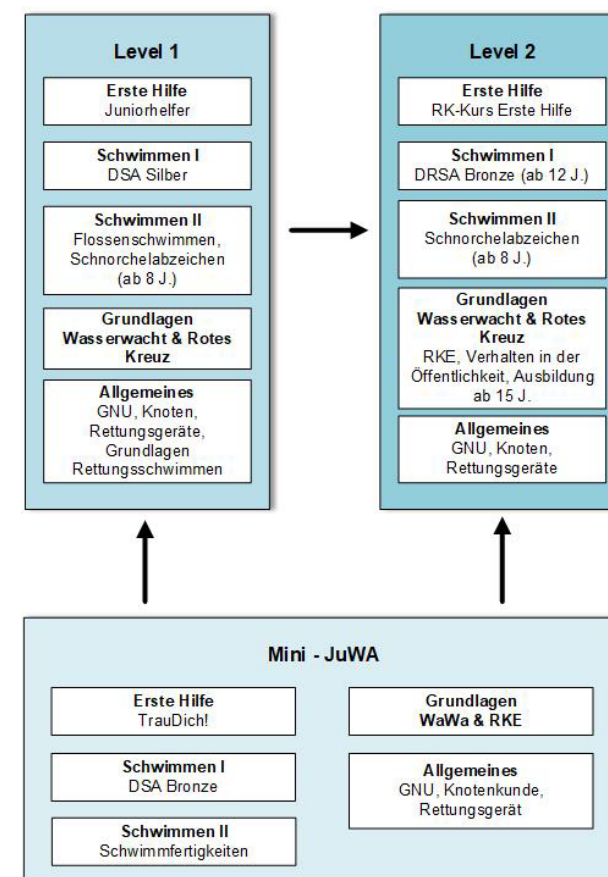 Level 1
Erste Hilfe
Juniorhelfer
Schwimmen I
DSA Silber
Schwimmen II
Flossenschwimmen,
Schnorchelabzeichen
(ab 8 J.)
Grundlagen
Wasserwacht & Rotes
Kreuz
Allgemeines
GNU, Knoten,
Rettungsgeräte,
Grundlagen
Rettungsschwimmen
Level 2
Erste Hilfe
RK-Kurs Erste Hilfe
Schwimmen I
DRSA Bronze (ab 12 J.)
Schwimmen II
Schnorchelabzeichen
(ab 8 J.)
Grundlagen
Wasserwacht & Rotes
Kreuz
RKE, Verhalten in der
Öffentlichkeit, Ausbildung
ab 15 J.
Allgemeines
GNU, Knoten,
Rettungsgeräte
Mini - JuWA
Erste Hilfe
TrauDich!
Schwimmen I
DSA Bronze
Schwimmen II
Schwimmfertigkeiten
Grundlagen
WaWa & RKE
Allgemeines
GNU, Knotenkunde,
Rettungsgerät